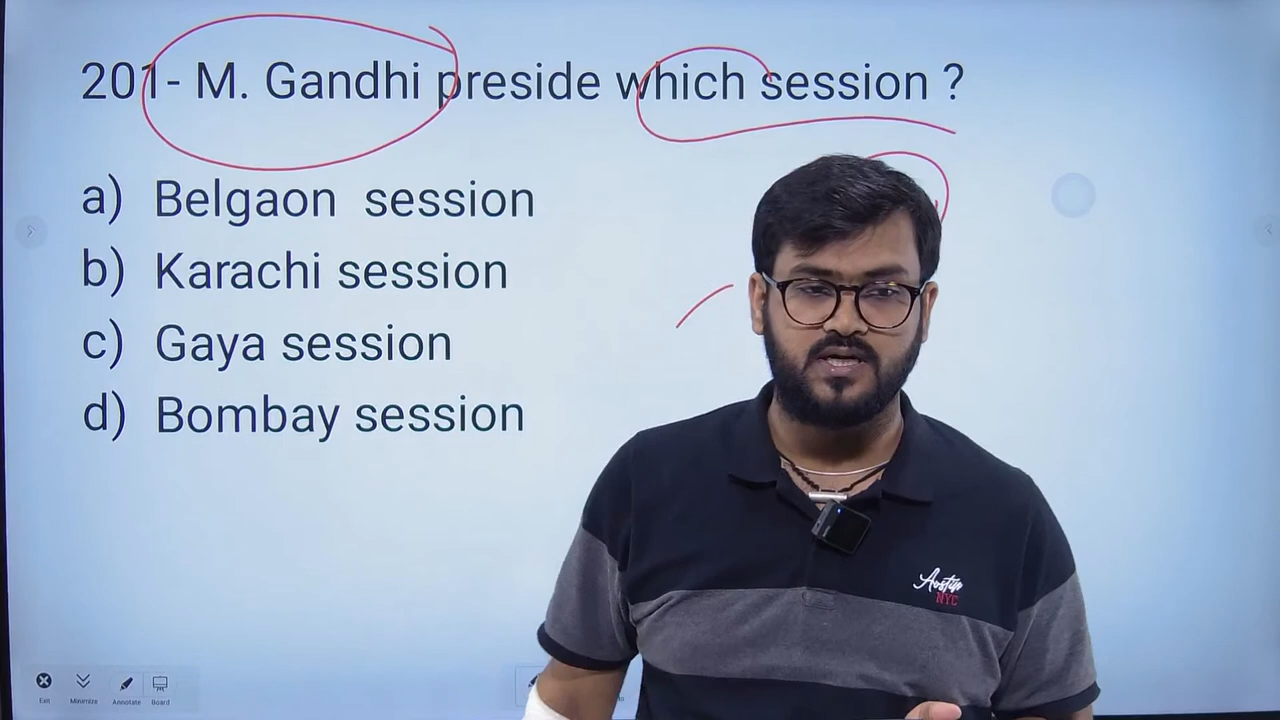 201- M. Gandhi preside which session ?
a) Belgaon session
b) Karachi session
c) Gaya session
d) Bombay session
Austin
NYC
Exit
Minimize
Annotate
Board